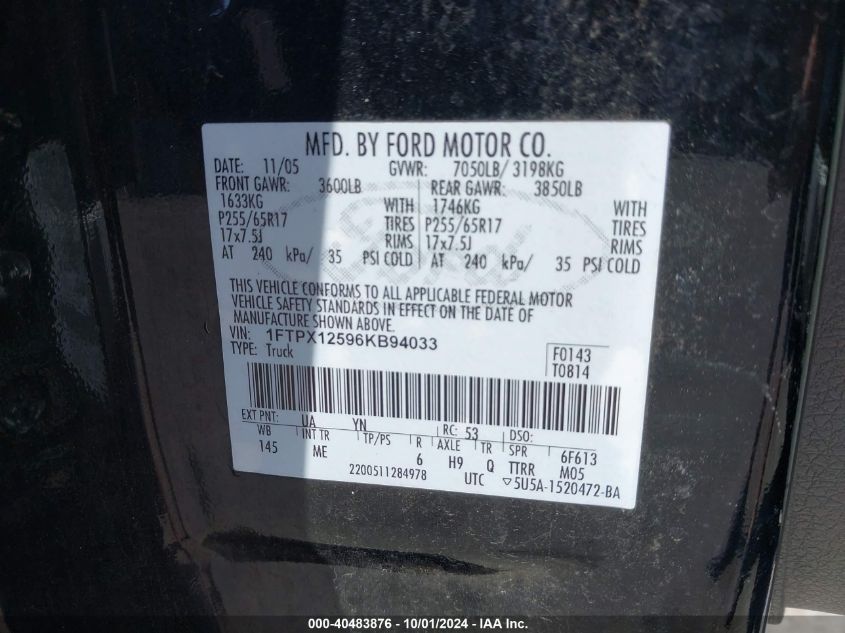 MFD. BY FORD MOTOR CO.
DATE: 11/05 GVWR: 7050LB/ 3198KG
FRONT GAWR: 3600LB REAR GAWR: 3850LB
1633KG WITH 1746KG WITH
P255/65R17 TIRES P255/65R17 TIRES
17x7.5J RIMS 17x7.5J RIMS
AT 240 kPa/ 35 PSI COLD AT 240 kPa/ 35 PSI COLD
THIS VEHICLE CONFORMS TO ALL APPLICABLE FEDERAL MOTOR
VEHICLE SAFETY STANDARDS IN EFFECT ON THE DATE OF
MANUFACTURE SHOWN ABOVE.
VIN: 1FTPX12596KB94033
TYPE: Truck
F0143
T0814
EXT PNT: UA YN RC: 53 DSO:
WB INT TR TP/PS R AXLE TR SPR 6F613
145 ME 6 H9 Q TTRR M05
2200511284978 UTC ▽5U5A-1520472-BA
000-40483876 - 10/01/2024 - IAA Inc.